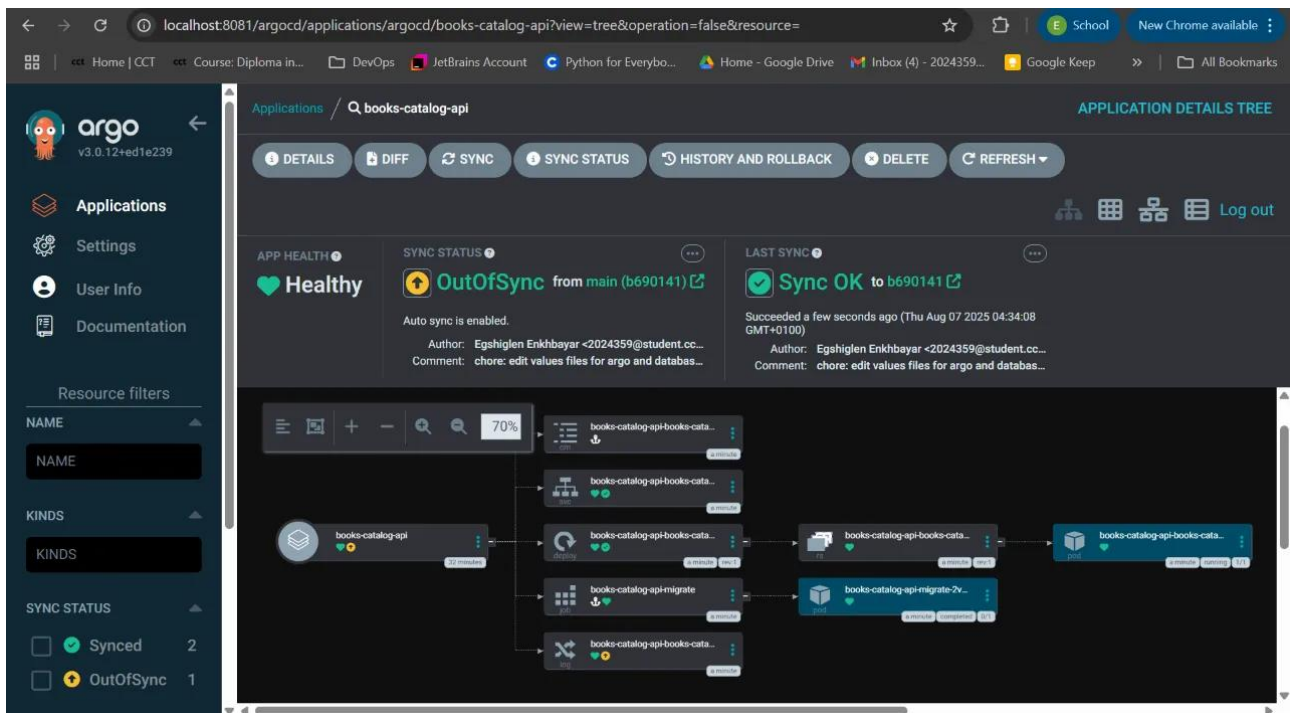 localhost:8081/argocd/applications/argocd/books-catalog-api?view=tree&operation=false&resource=
E School
New Chrome available
cct Home | CCT
cct Course: Diploma in...
DevOps
JetBrains Account
C Python for Everybo...
Home - Google Drive
Inbox (4) - 2024359...
Google Keep
»
All Bookmarks
argo
v3.0.12+ed1e239
Applications
Settings
User Info
Documentation
Resource filters
NAME
NAME
KINDS
KINDS
SYNC STATUS
Synced 2
OutOfSync 1
Applications / books-catalog-api
APPLICATION DETAILS TREE
DETAILS
DIFF
SYNC
SYNC STATUS
HISTORY AND ROLLBACK
DELETE
REFRESH
Log out
APP HEALTH
Healthy
SYNC STATUS
OutOfSync from main (b690141)
Auto sync is enabled.
Author: Egshiglen Enkhbayar <2024359@student.cc...
Comment: chore: edit values files for argo and databas...
LAST SYNC
Sync OK to b690141
Succeeded a few seconds ago (Thu Aug 07 2025 04:34:08
GMT+0100)
Author: Egshiglen Enkhbayar <2024359@student.cc...
Comment: chore: edit values files for argo and databas...
70%
books-catalog-api-books-cata...
cm
a minute
books-catalog-api-books-cata...
svc
a minute
books-catalog-api
32 minutes
books-catalog-api-books-cata...
deploy
a minute rev:1
books-catalog-api-books-cata...
rs
a minute rev:1
books-catalog-api-books-cata...
pod
a minute running 1/1
books-catalog-api-migrate
job
a minute
books-catalog-api-migrate-2v...
pod
a minute completed 0/1
books-catalog-api-books-cata...
ing
a minute